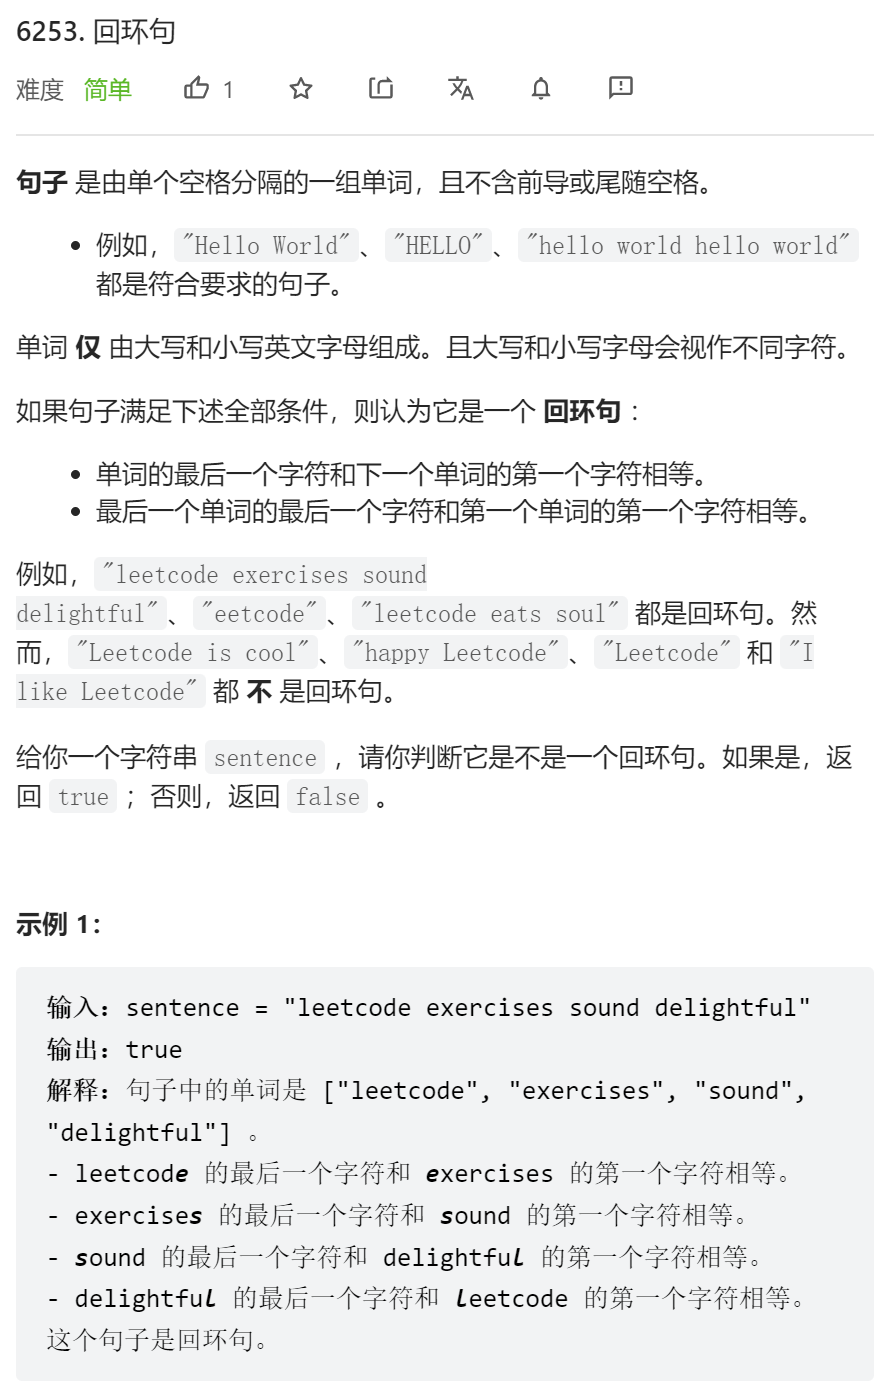 6253. 回环句
难度 简单 1
句子 是由单个空格分隔的一组单词，且不含前导或尾随空格。
• 例如，"Hello World"、"HELLO"、"hello world hello world"
都是符合要求的句子。
单词 仅 由大写和小写英文字母组成。且大写和小写字母会视作不同字符。
如果句子满足下述全部条件，则认为它是一个 回环句 ：
• 单词的最后一个字符和下一个单词的第一个字符相等。
• 最后一个单词的最后一个字符和第一个单词的第一个字符相等。
例如，"leetcode exercises sound
delightful"、"eetcode"、"leetcode eats soul" 都是回环句。然
而，"Leetcode is cool"、"happy Leetcode"、"Leetcode" 和 "I
like Leetcode" 都 不 是回环句。
给你一个字符串 sentence ，请你判断它是不是一个回环句。如果是，返
回 true ；否则，返回 false 。
示例 1：
输入：sentence = "leetcode exercises sound delightful"
输出：true
解释：句子中的单词是 ["leetcode", "exercises", "sound",
"delightful"] 。
- leetcode 的最后一个字符和 exercises 的第一个字符相等。
- exercises 的最后一个字符和 sound 的第一个字符相等。
- sound 的最后一个字符和 delightful 的第一个字符相等。
- delightful 的最后一个字符和 leetcode 的第一个字符相等。
这个句子是回环句。